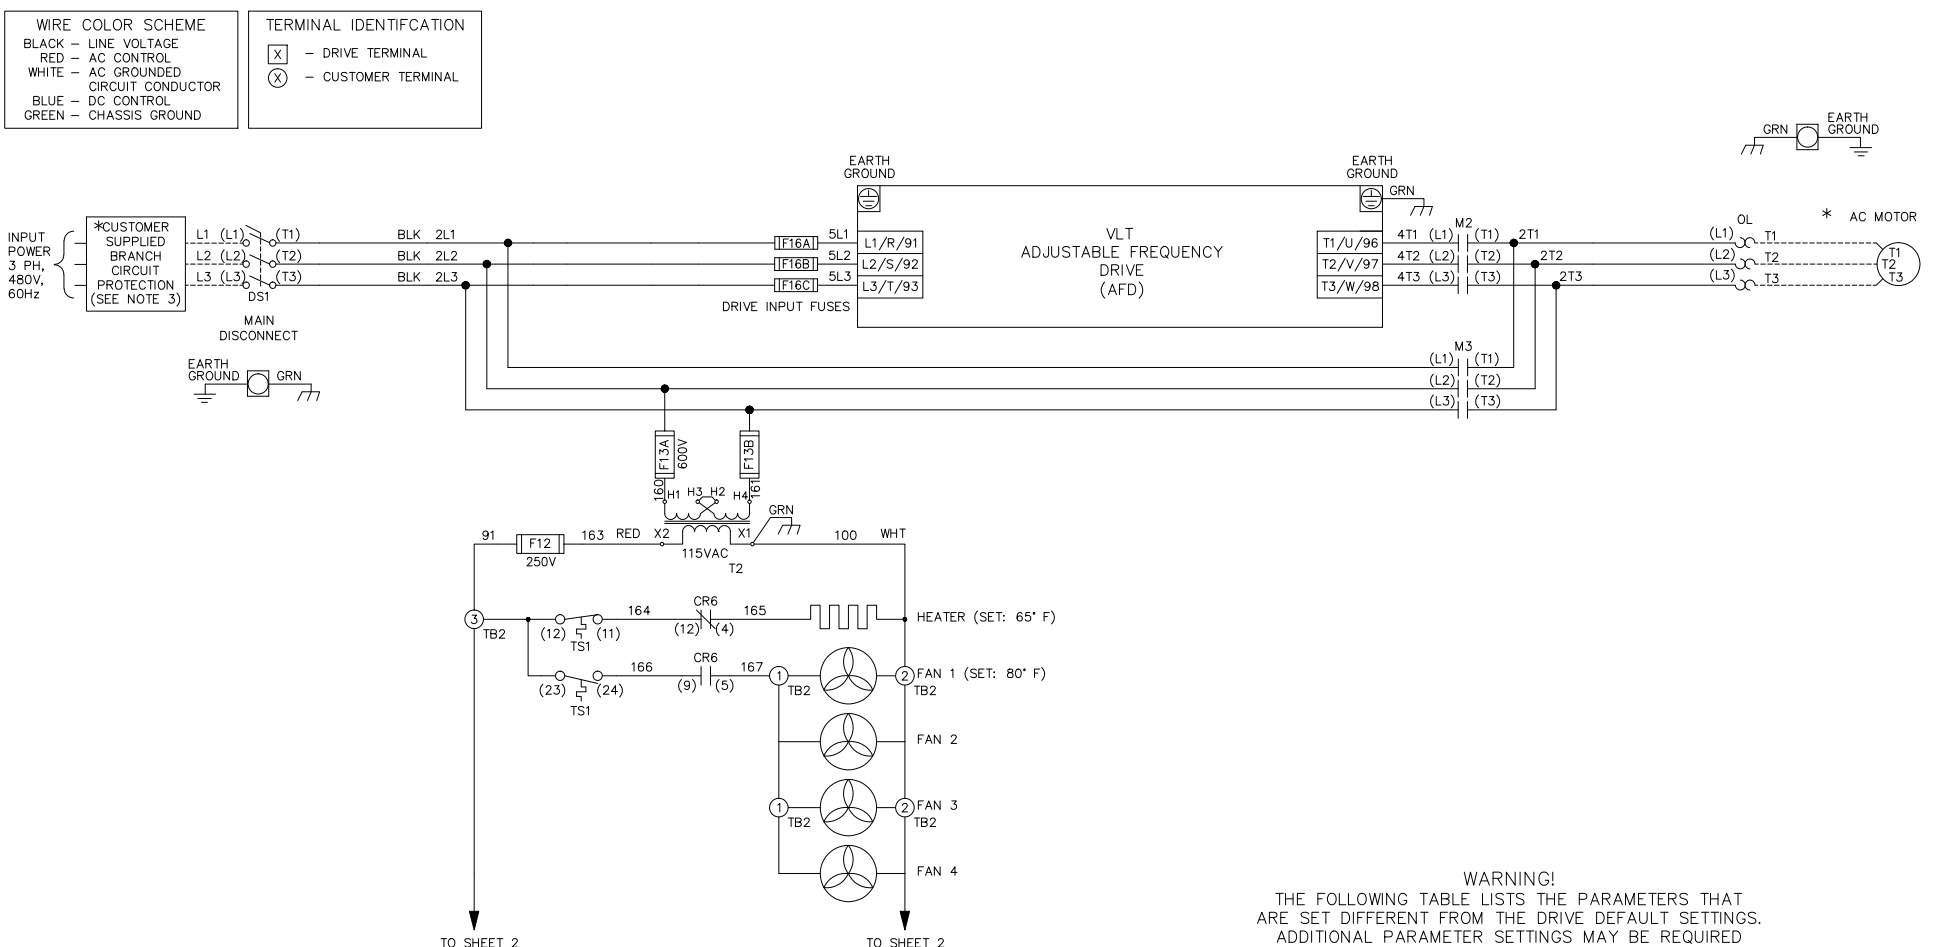 WIRE COLOR SCHEME
BLACK – LINE VOLTAGE
RED – AC CONTROL
WHITE – AC GROUNDED
CIRCUIT CONDUCTOR
BLUE – DC CONTROL
GREEN – CHASSIS GROUND
TERMINAL IDENTIFCATION
X – DRIVE TERMINAL
X – CUSTOMER TERMINAL
GRN
EARTH
GROUND
EARTH
GROUND
EARTH
GROUND
GRN
INPUT
POWER
3 PH,
480V,
60Hz
*CUSTOMER
SUPPLIED
BRANCH
CIRCUIT
PROTECTION
(SEE NOTE 3)
L1 (L1) (T1) BLK 2L1
L2 (L2) (T2) BLK 2L2
L3 (L3) (T3) BLK 2L3
DS1
MAIN
DISCONNECT
EARTH
GROUND
GRN
F16A 5L1 L1/R/91
F16B 5L2 L2/S/92
F16C 5L3 L3/T/93
DRIVE INPUT FUSES
VLT
ADJUSTABLE FREQUENCY
DRIVE
(AFD)
M2
T1/U/96 4T1 (L1) (T1) 2T1
T2/V/97 4T2 (L2) (T2) 2T2
T3/W/98 4T3 (L3) (T3) 2T3
OL
(L1) T1
(L2) T2
(L3) T3
* AC MOTOR
T1
T2
T3
M3
(L1) (T1)
(L2) (T2)
(L3) (T3)
F13A
600V
F13B
160
H1 H3 H2 H4
161
GRN
91 F12 163 RED X2 X1 100 WHT
250V
115VAC
T2
3
TB2
(12) (11)
TS1
164
CR6
(12) (4)
165
HEATER (SET: 65° F)
(23) (24)
TS1
166
CR6
(9) (5)
167
1
TB2
2
TB2
FAN 1 (SET: 80° F)
FAN 2
1
TB2
2
TB2
FAN 3
FAN 4
TO SHEET 2
TO SHEET 2
WARNING!
THE FOLLOWING TABLE LISTS THE PARAMETERS THAT
ARE SET DIFFERENT FROM THE DRIVE DEFAULT SETTINGS.
ADDITIONAL PARAMETER SETTINGS MAY BE REQUIRED